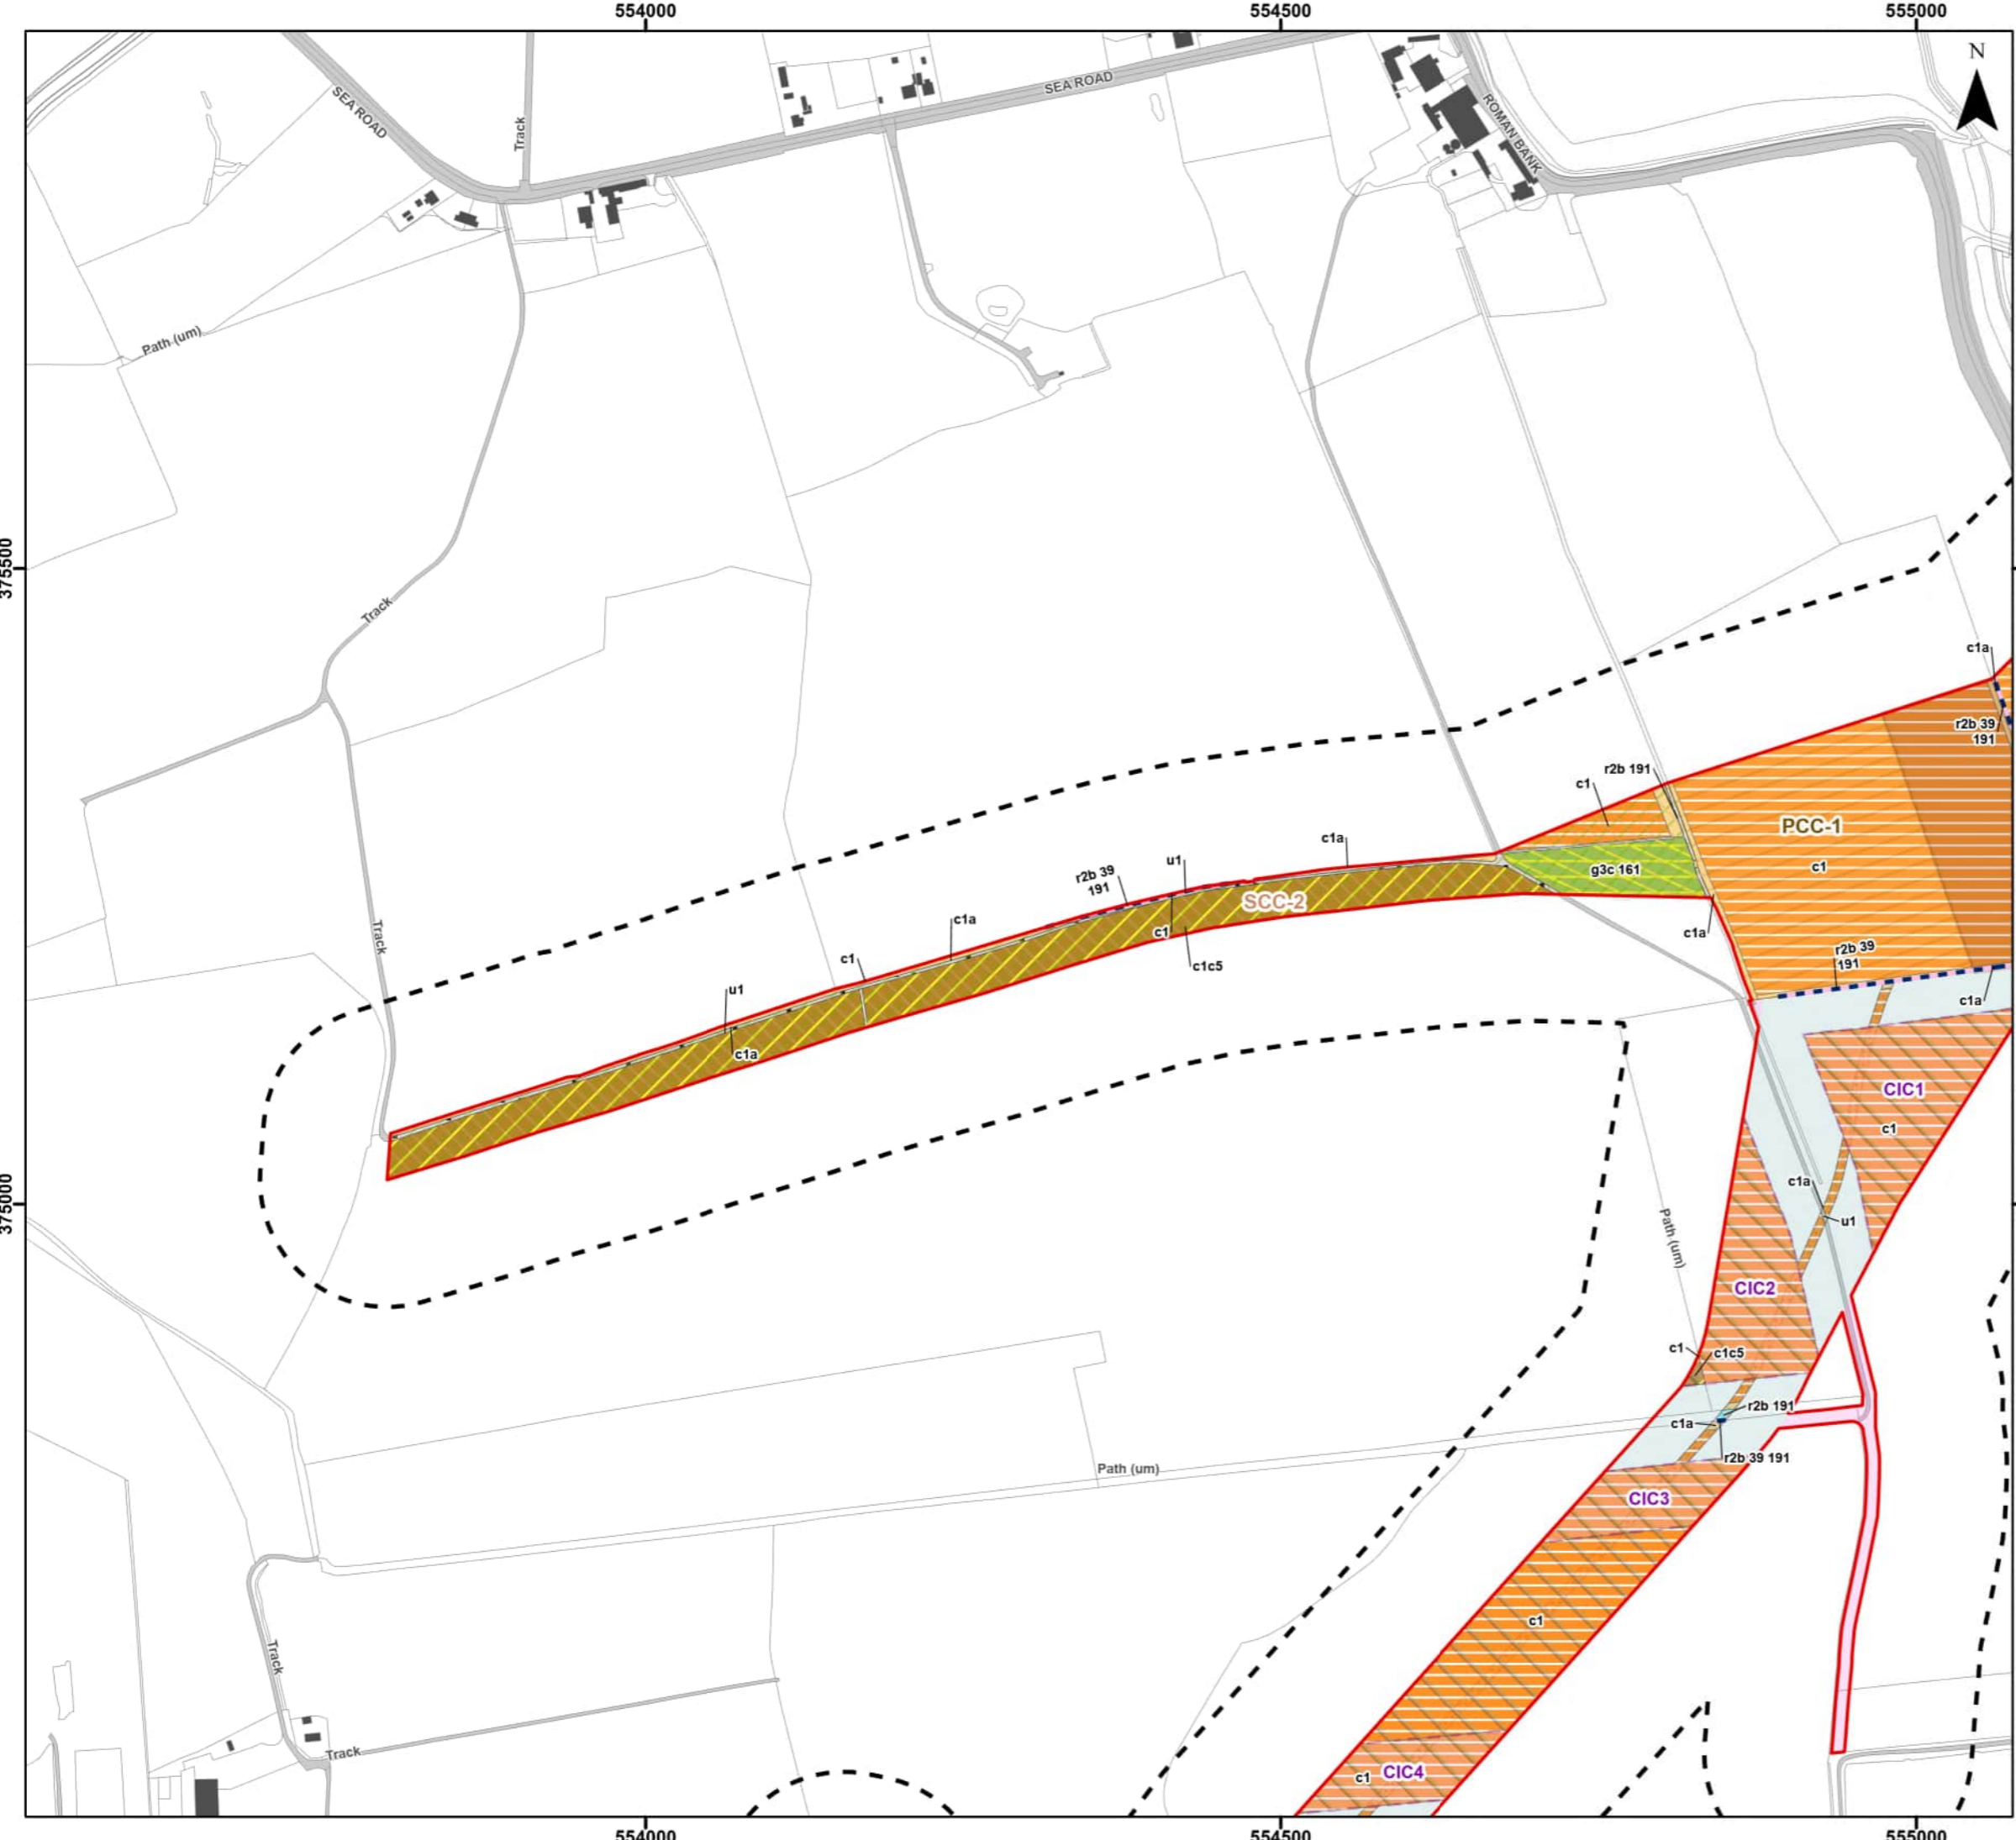 554000
554500
555000
N
SEA ROAD
SEA ROAD
Track
ROMAN BANK
Path (um)
375500
Track
c1a
r2b 39
191
r2b 191
c1
PCC-1
c1a
u1
r2b 39
191
g3c 161
c1
SCC-2
c1a
c1
c1a
Track
c1
c1c5
r2b 39
191
u1
c1a
c1a
CIC1
c1
375000
c1a
u1
Path (um)
CIC2
c1
c1c5
r2b 191
c1a
r2b 39 191
Path (um)
CIC3
c1
Track
Track
c1
CIC4
554000
554500
555000